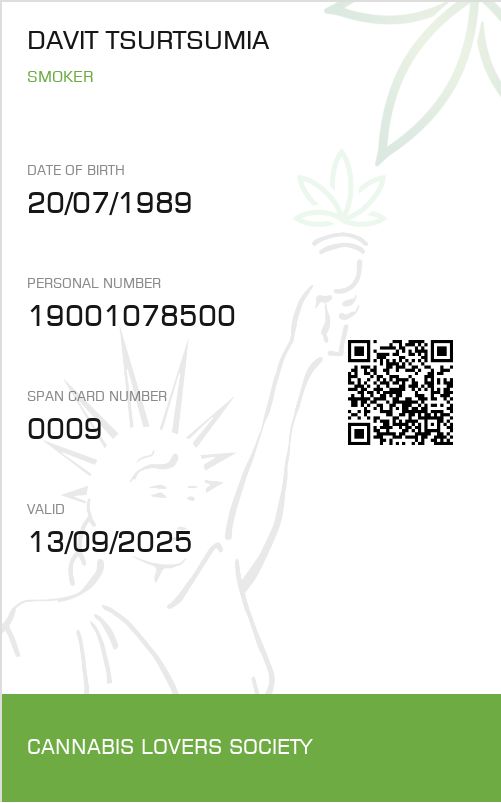 DAVIT TSURTSUMIA
SMOKER
DATE OF BIRTH
20/07/1989
PERSONAL NUMBER
19001078500
SPAN CARD NUMBER
0009
VALID
13/09/2025
CANNABIS LOVERS SOCIETY